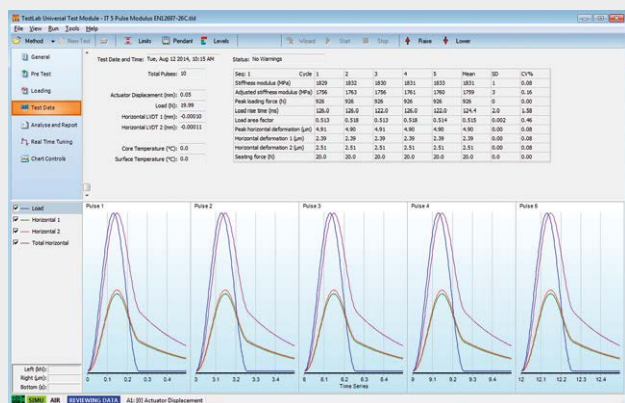 TestLab Universal Test Module - IT 5 Pulse Modulus EN12697-26C.tld
File View Run Tools Help
Method New Test Limits Pendant Levels Wizard Start Stop Raise Lower
General
Pre Test
Loading
Test Data
Analyse and Report
Real Time Tuning
Chart Controls
Test Date and Time: Tue, Aug 12 2014, 10:15 AM
Total Pulses: 10
Actuator Displacement (mm): 0.05
Load (N): 19.99
Horizontal LVDT 1 (mm): -0.00010
Horizontal LVDT 2 (mm): -0.00011
Core Temperature (°C): 0.0
Surface Temperature (°C): 0.0
Status: No Warnings
Seq: 1 Cycle 1 2 3 4 5 Mean SD CV%
Stiffness modulus (MPa) 1829 1832 1830 1831 1833 1831 1 0.08
Adjusted stiffness modulus (MPa) 1756 1763 1756 1761 1760 1759 3 0.16
Peak loading force (N) 926 926 926 926 926 926 0 0.00
Load rise time (ms) 126.0 122.0 126.0 122.0 126.0 124.4 2.0 1.58
Load area factor 0.513 0.518 0.513 0.518 0.514 0.515 0.002 0.46
Peak horizontal deformation (µm) 4.91 4.90 4.91 4.90 4.90 4.90 0.00 0.08
Horizontal deformation 1 (µm) 2.39 2.39 2.39 2.39 2.39 2.39 0.00 0.08
Horizontal deformation 2 (µm) 2.51 2.51 2.51 2.51 2.51 2.51 0.00 0.08
Seating force (N) 20.0 20.0 20.0 20.0 20.0 20.0 0.0 0.00
Load
Horizontal 1
Horizontal 2
Total Horizontal
Pulse 1 Pulse 2 Pulse 3 Pulse 4 Pulse 5
0 0.1 0.2 0.3 0.4 3 3.1 3.2 3.3 3.4 6 6.1 6.2 6.3 6.4 9 9.1 9.2 9.3 9.4 12 12.1 12.2 12.3 12.4
Time Series
Left (kN):
Right (µm):
Bottom (s):
SIMU AIR REVIEWING DATA A1: [0] Actuator Displacement